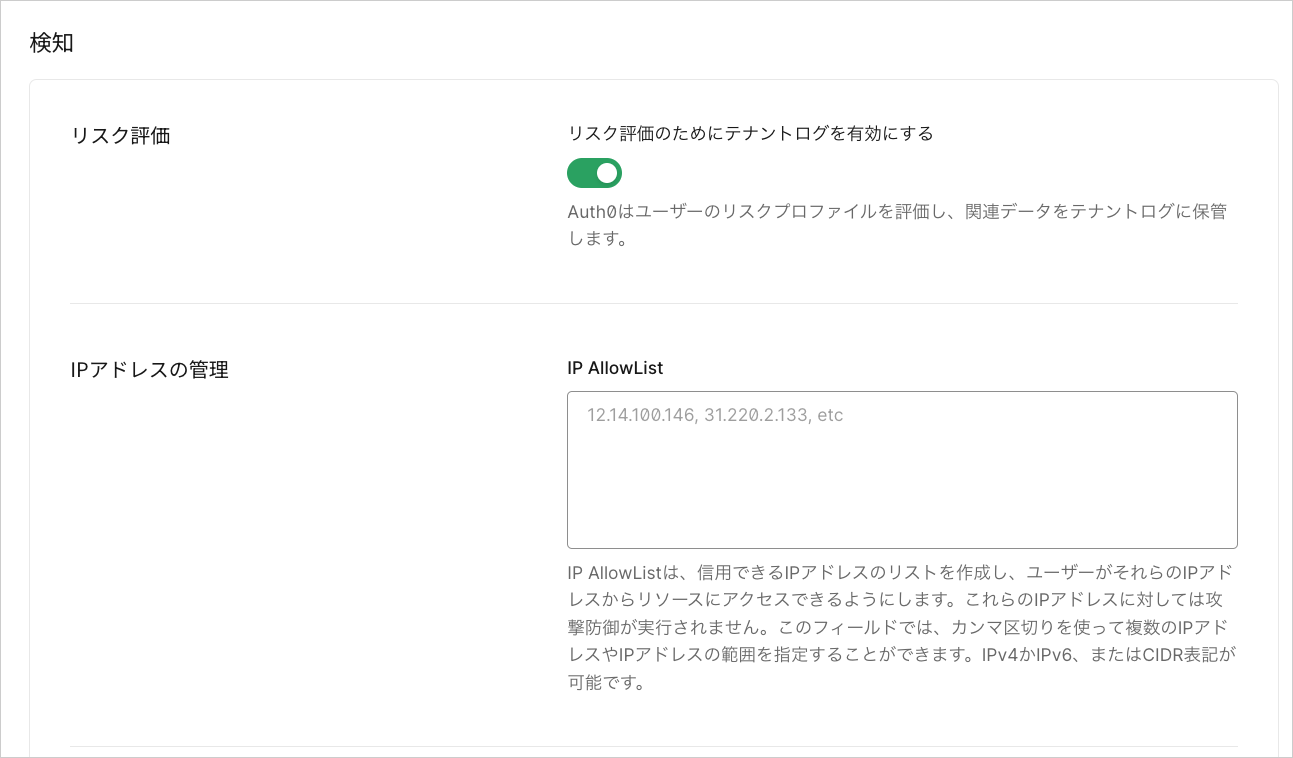 検知
リスク評価
リスク評価のためにテナントログを有効にする
Auth0はユーザーのリスクプロファイルを評価し、関連データをテナントログに保管
します。
IPアドレスの管理
IP AllowList
12.14.100.146, 31.220.2.133, etc
IP AllowListは、信用できるIPアドレスのリストを作成し、ユーザーがそれらのIPアド
レスからリソースにアクセスできるようにします。これらのIPアドレスに対しては攻
撃防御が実行されません。このフィールドでは、カンマ区切りを使って複数のIPアド
レスやIPアドレスの範囲を指定することができます。IPv4かIPv6、またはCIDR表記が
可能です。